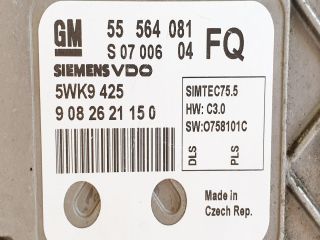 GM 55 564 081
S 07 006 04 FQ
SIEMENS VDO
5WK9 425
9 08 26 21 15 0
SIMTEC75.5
HW: C3.0
SW:O758101C
DLS PLS
Made in
Czech Rep.